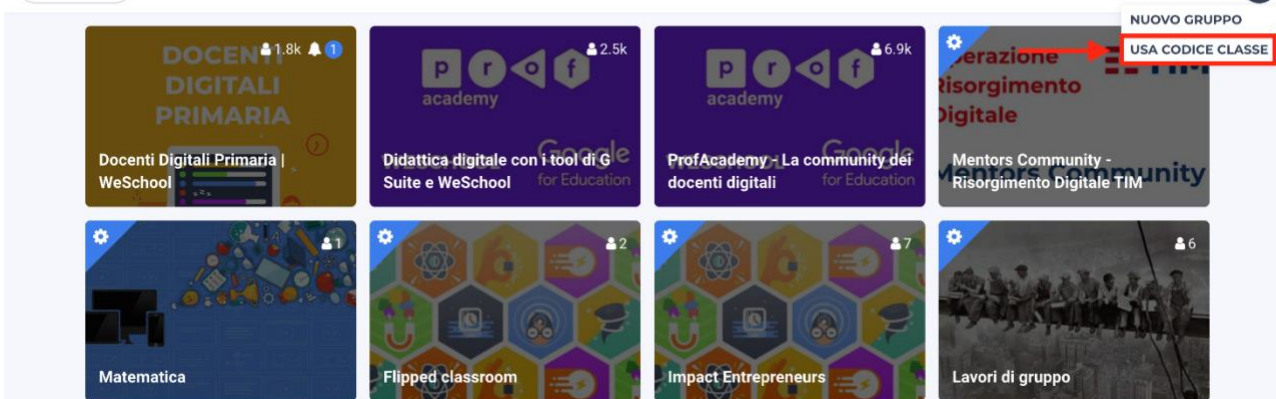 NUOVO GRUPPO
USA CODICE CLASSE
DOCENTI
DIGITALI
PRIMARIA
1.8k
1
Docenti Digitali Primaria |
WeSchool
prof
academy
2.5k
Google
for Education
Didattica digitale con i tool di G
Suite e WeSchool
prof
academy
6.9k
Google
for Education
ProfAcademy - La community dei
docenti digitali
Operazione
Risorgimento
Digitale
TIM
Mentors Community
Mentors Community -
Risorgimento Digitale TIM
1
Matematica
2
Flipped classroom
7
Impact Entrepreneurs
6
Lavori di gruppo